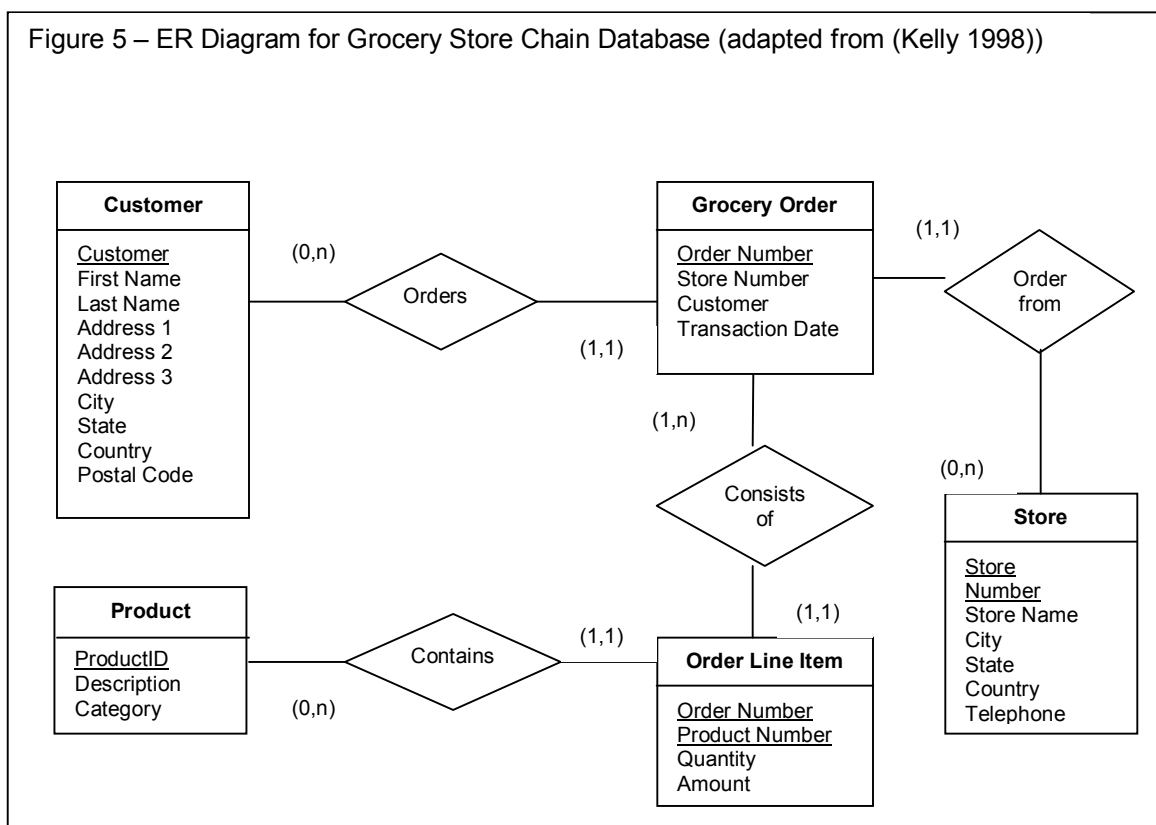 Figure 5 – ER Diagram for Grocery Store Chain Database (adapted from (Kelly 1998))
Customer
Customer
First Name
Last Name
Address 1
Address 2
Address 3
City
State
Country
Postal Code
(0,n)
Orders
(1,1)
Grocery Order
Order Number
Store Number
Customer
Transaction Date
(1,1)
Order
from
(0,n)
Store
Store
Number
Store Name
City
State
Country
Telephone
(1,n)
Consists
of
(1,1)
Product
ProductID
Description
Category
(0,n)
Contains
(1,1)
Order Line Item
Order Number
Product Number
Quantity
Amount